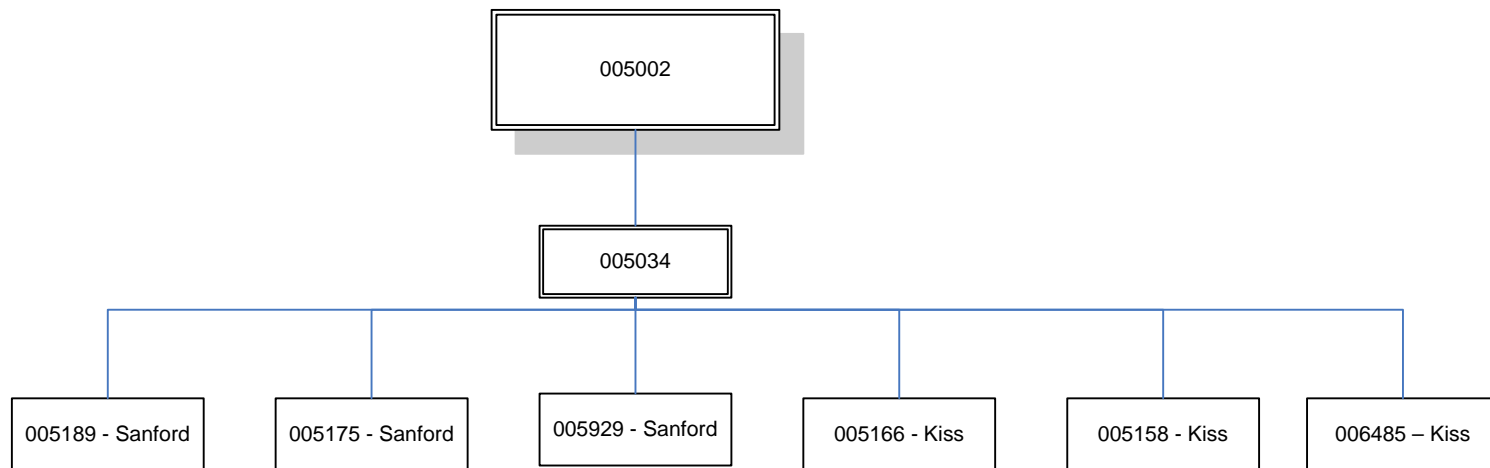 005002
005034
005189 - Sanford
005175 - Sanford
005929 - Sanford
005166 - Kiss
005158 - Kiss
006485 – Kiss